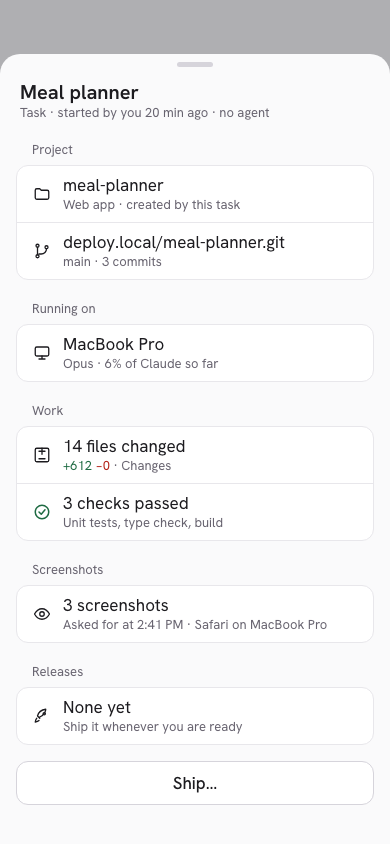 Meal planner
Task · started by you 20 min ago · no agent
Project
meal-planner
Web app · created by this task
deploy.local/meal-planner.git
main · 3 commits
Running on
MacBook Pro
Opus · 6% of Claude so far
Work
14 files changed
+612 −0 · Changes
3 checks passed
Unit tests, type check, build
Screenshots
3 screenshots
Asked for at 2:41 PM · Safari on MacBook Pro
Releases
None yet
Ship it whenever you are ready
Ship...